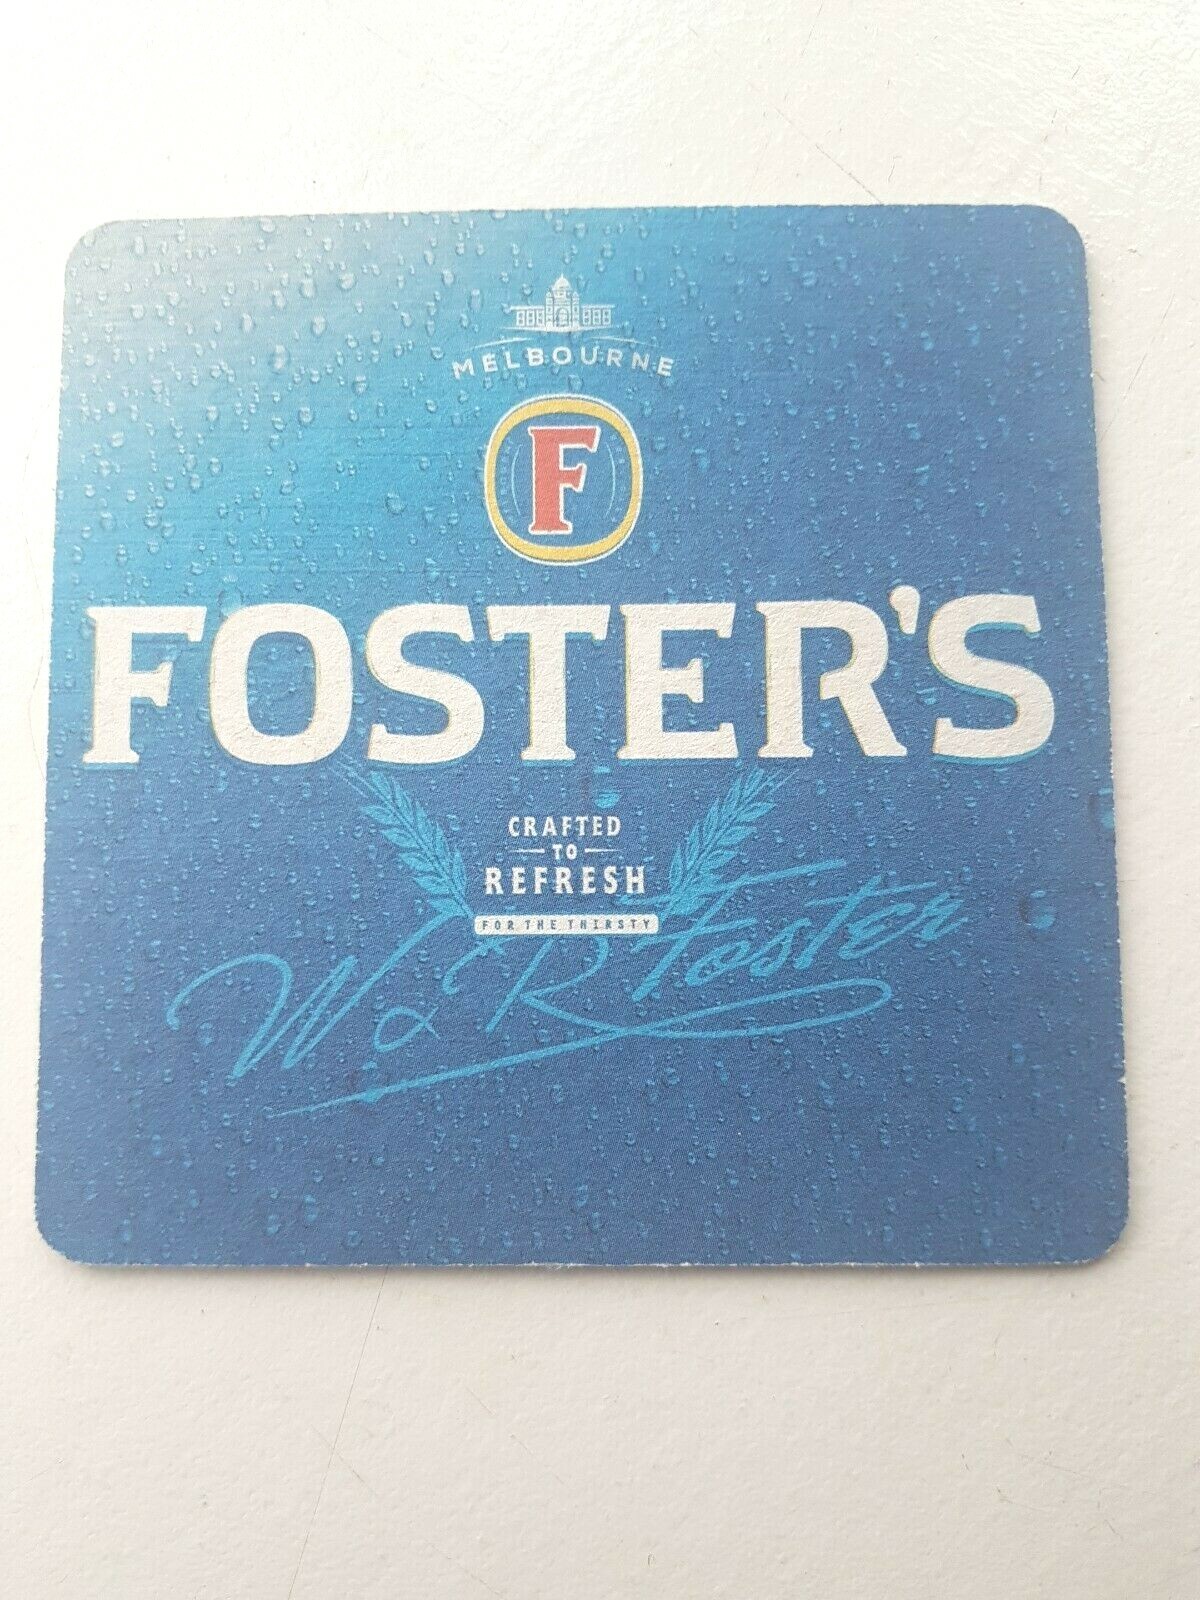 MELBOURNE
F
FOSTER'S
CRAFTED
TO
REFRESH
FOR THE THIRSTY
W & R Foster